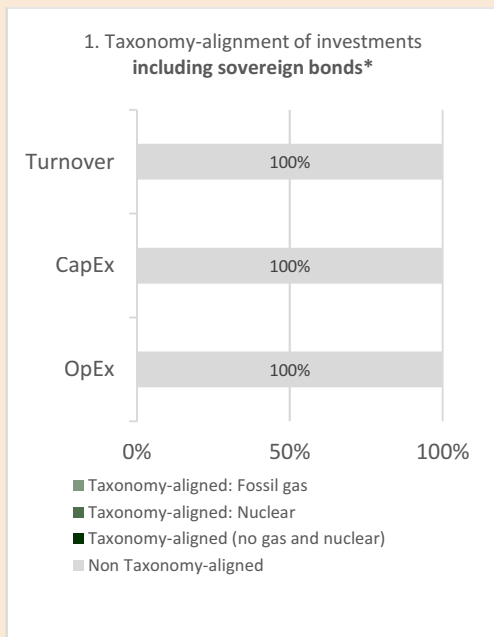 1. Taxonomy-alignment of investments
including sovereign bonds*
Turnover
100%
CapEx
100%
OpEx
100%
0%
50%
100%
Taxonomy-aligned: Fossil gas
Taxonomy-aligned: Nuclear
Taxonomy-aligned (no gas and nuclear)
Non Taxonomy-aligned